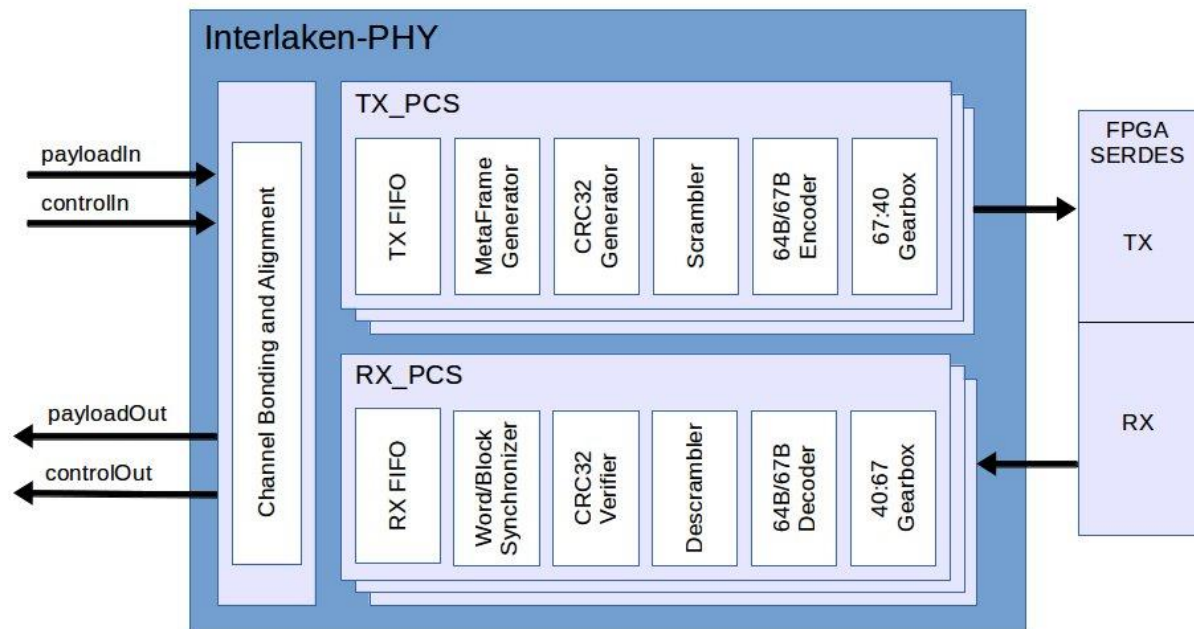 Interlaken-PHY
payloadIn
controlIn
payloadOut
controlOut
Channel Bonding and Alignment
TX_PCS
TX FIFO
MetaFrame
Generator
CRC32
Generator
Scrambler
64B/67B
Encoder
67:40
Gearbox
RX_PCS
RX FIFO
Word/Block
Synchronizer
CRC32
Verifier
Descrambler
64B/67B
Decoder
40:67
Gearbox
FPGA
SERDES
TX
RX